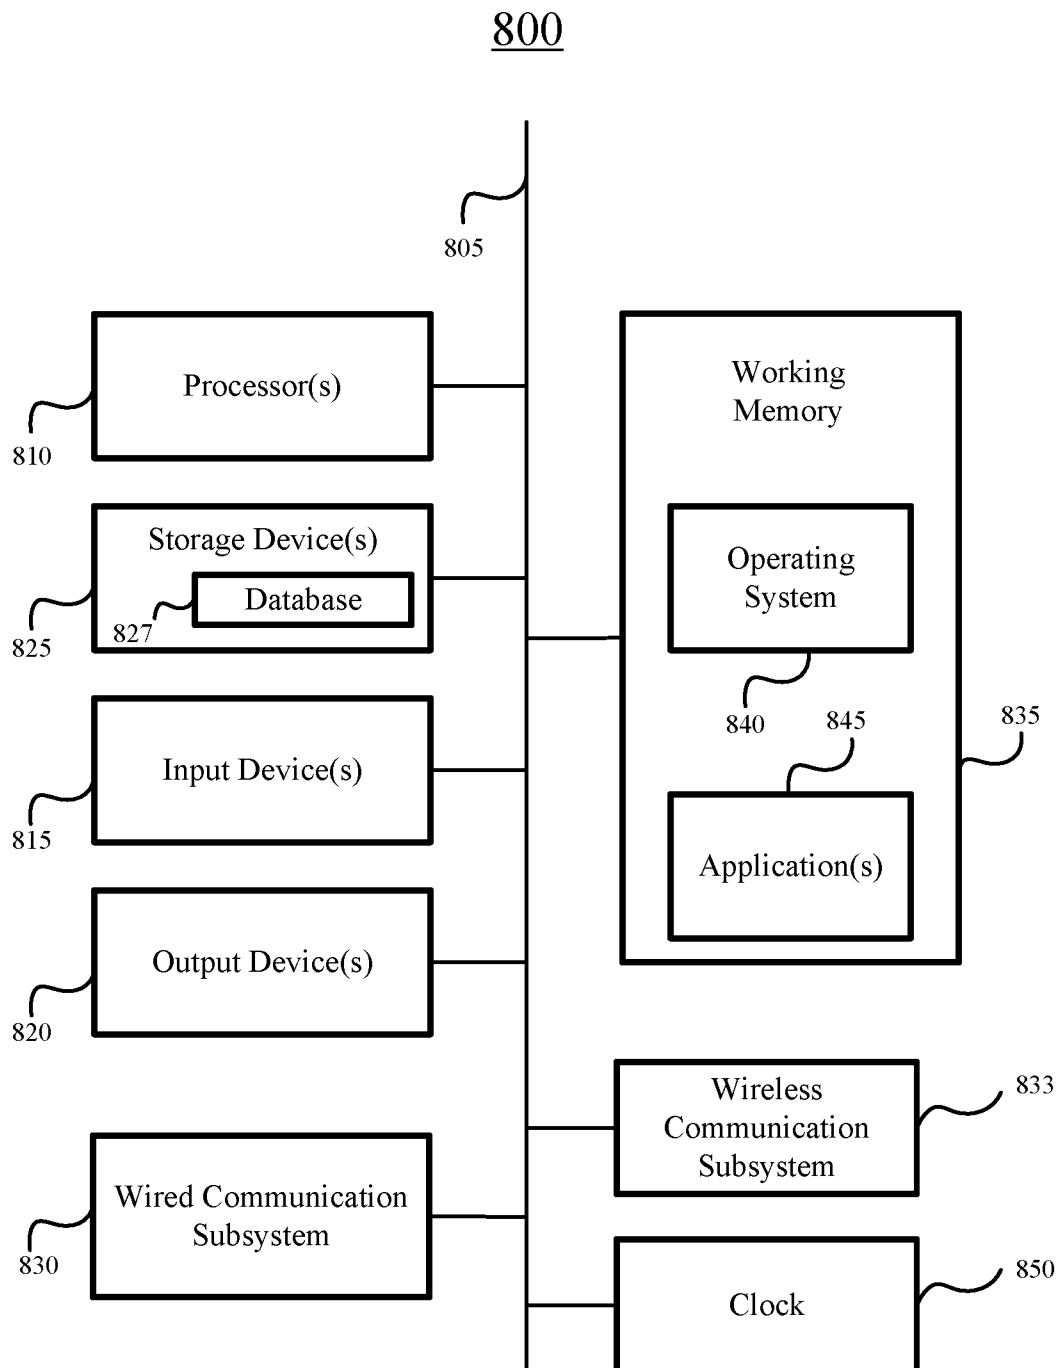 800
805
Processor(s)
810
Storage Device(s)
Database
827
825
Input Device(s)
815
Output Device(s)
820
Wired Communication
Subsystem
830
Working
Memory
Operating
System
840
845
835
Application(s)
Wireless
Communication
Subsystem
833
Clock
850